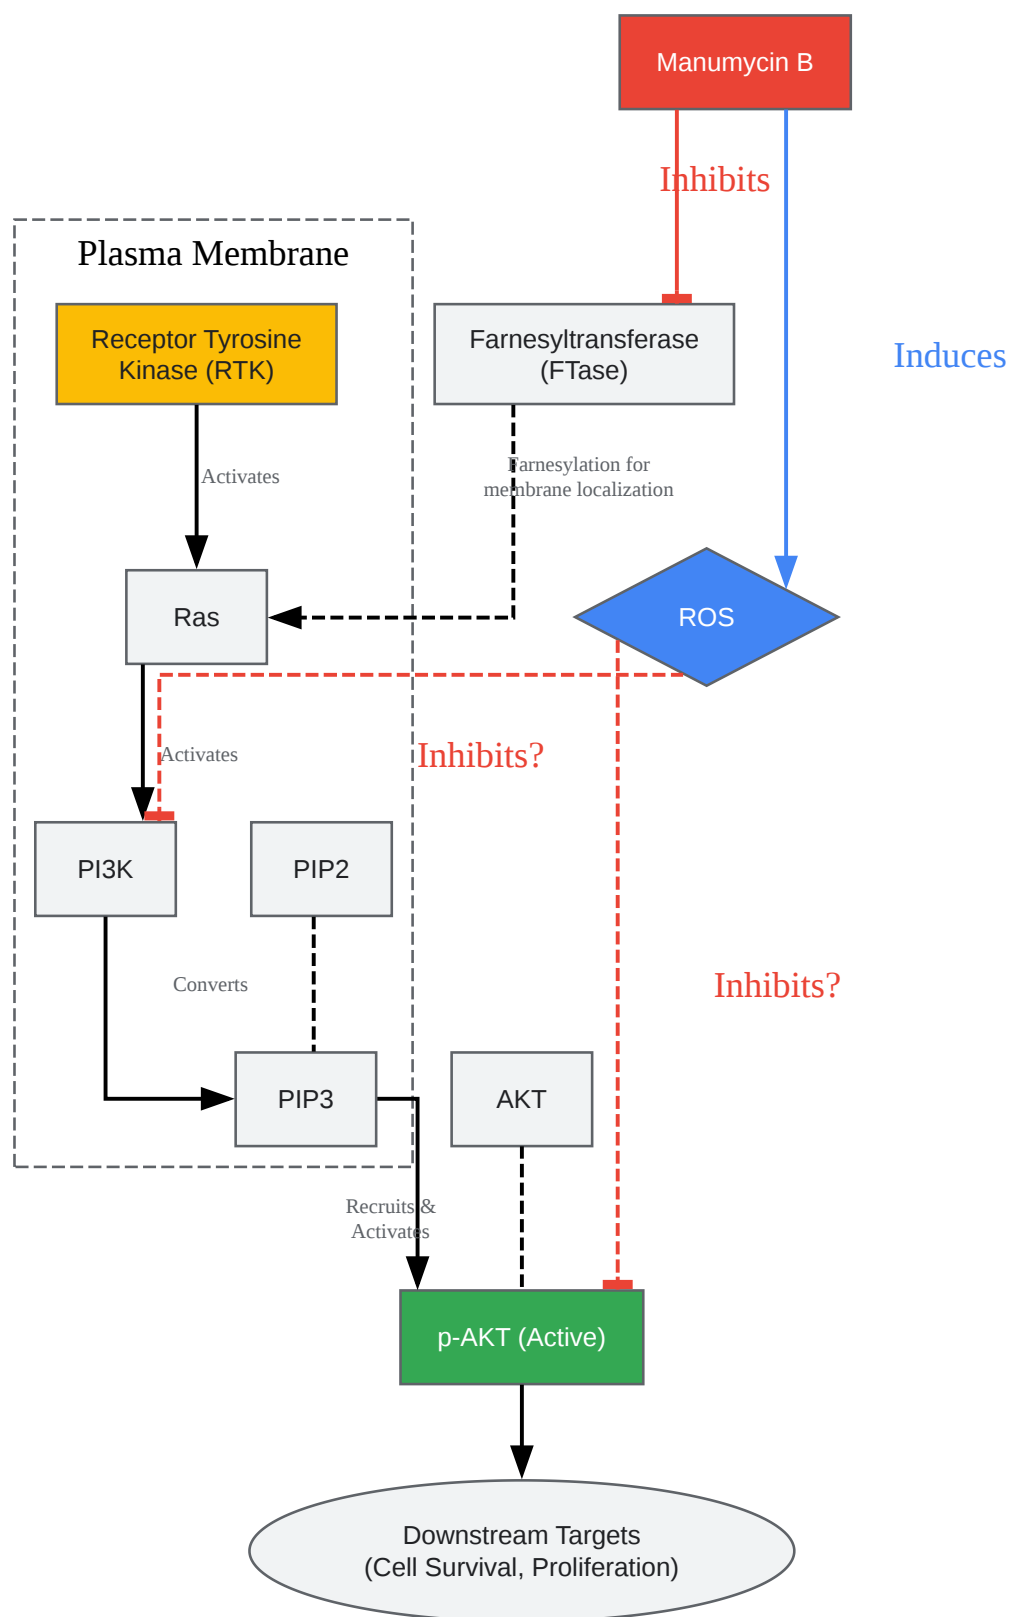 Manumycin B
Inhibits
Plasma Membrane
Receptor Tyrosine
Kinase (RTK)
Farnesyltransferase
(FTase)
Induces
Activates
Farnesylation for
membrane localization
Ras
ROS
Activates
Inhibits?
PI3K
PIP2
Converts
Inhibits?
PIP3
AKT
Recruits &
Activates
p-AKT (Active)
Downstream Targets
(Cell Survival, Proliferation)